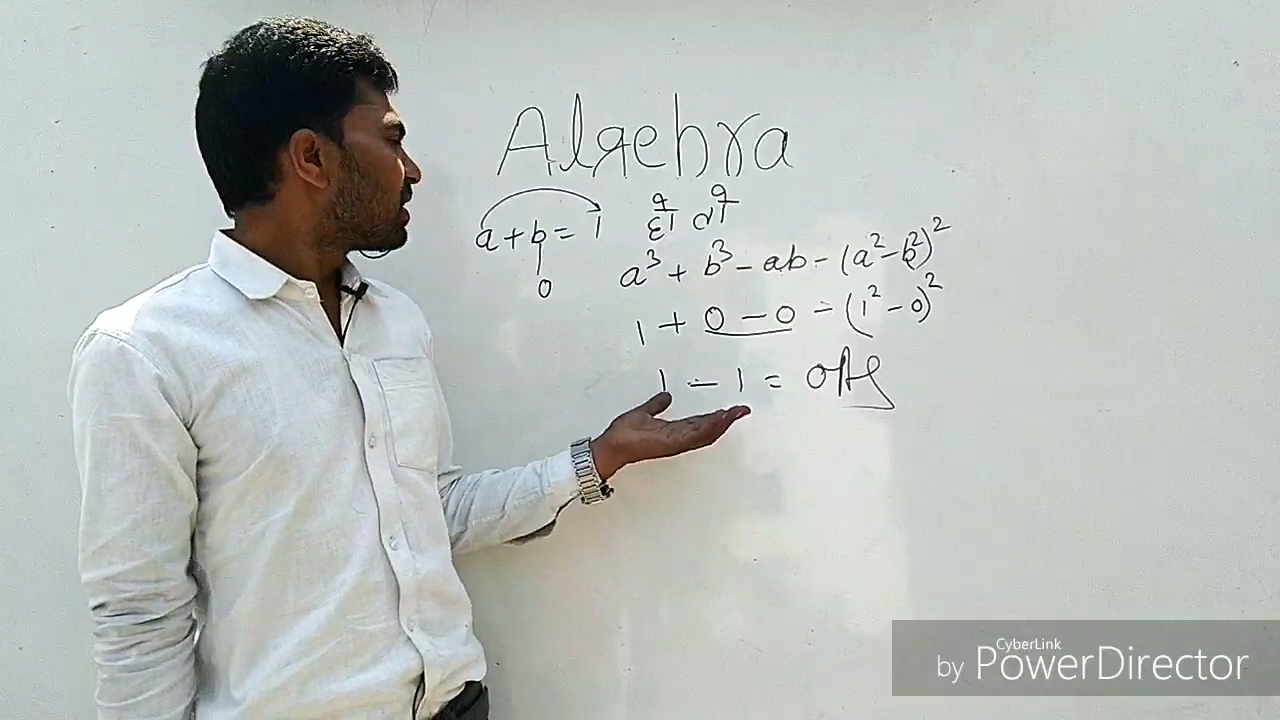 Algebra
a+b=1 हो तो
0
a³ + b³ - ab - (a² - b²)²
1 + 0 - 0 - (1² - 0)²
1 - 1 = 0 Ans
CyberLink
by PowerDirector